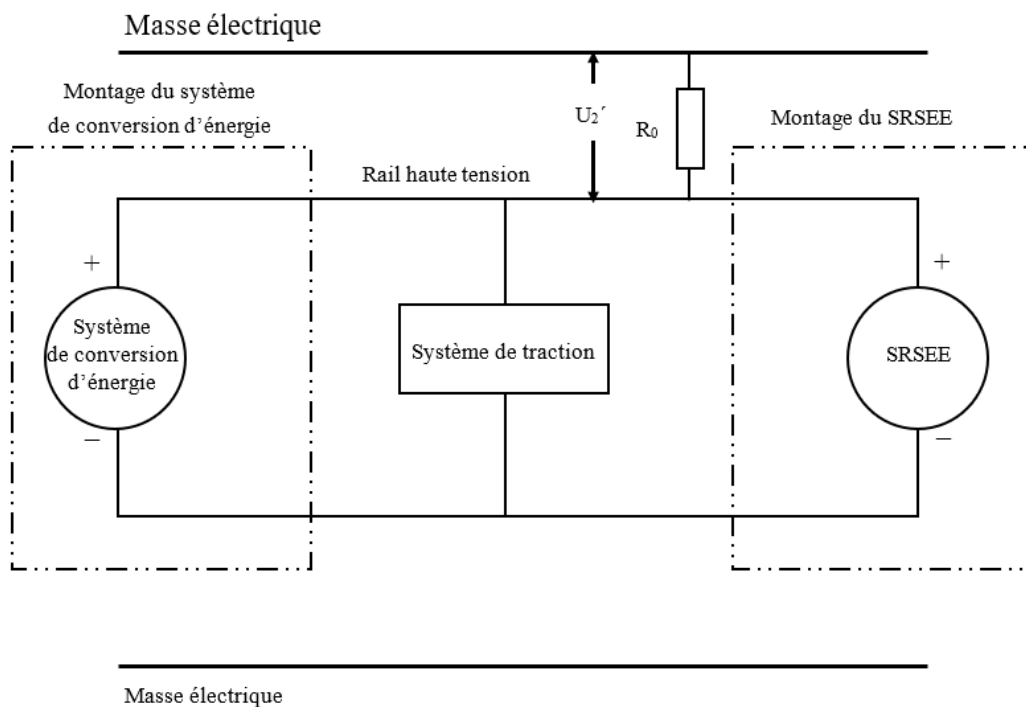 Masse électrique
Montage du système
de conversion d’énergie
U₂´
R₀
Montage du SRSEE
Rail haute tension
+
+
Système
de conversion
d’énergie
Système de traction
SRSEE
−
−
Masse électrique